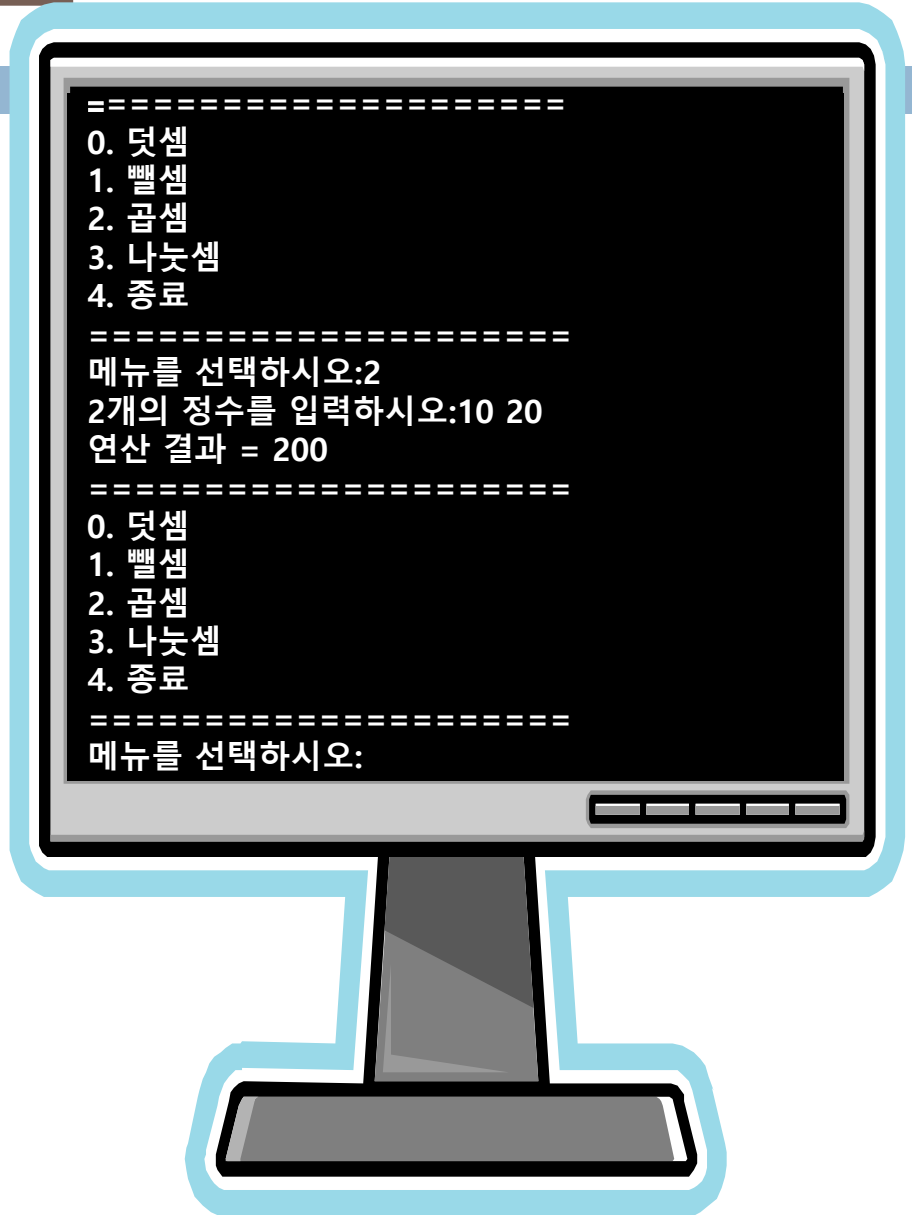 =====================
0. 덧셈
1. 뺄셈
2. 곱셈
3. 나눗셈
4. 종료
=====================
메뉴를 선택하시오:2
2개의 정수를 입력하시오:10 20
연산 결과 = 200
=====================
0. 덧셈
1. 뺄셈
2. 곱셈
3. 나눗셈
4. 종료
=====================
메뉴를 선택하시오: